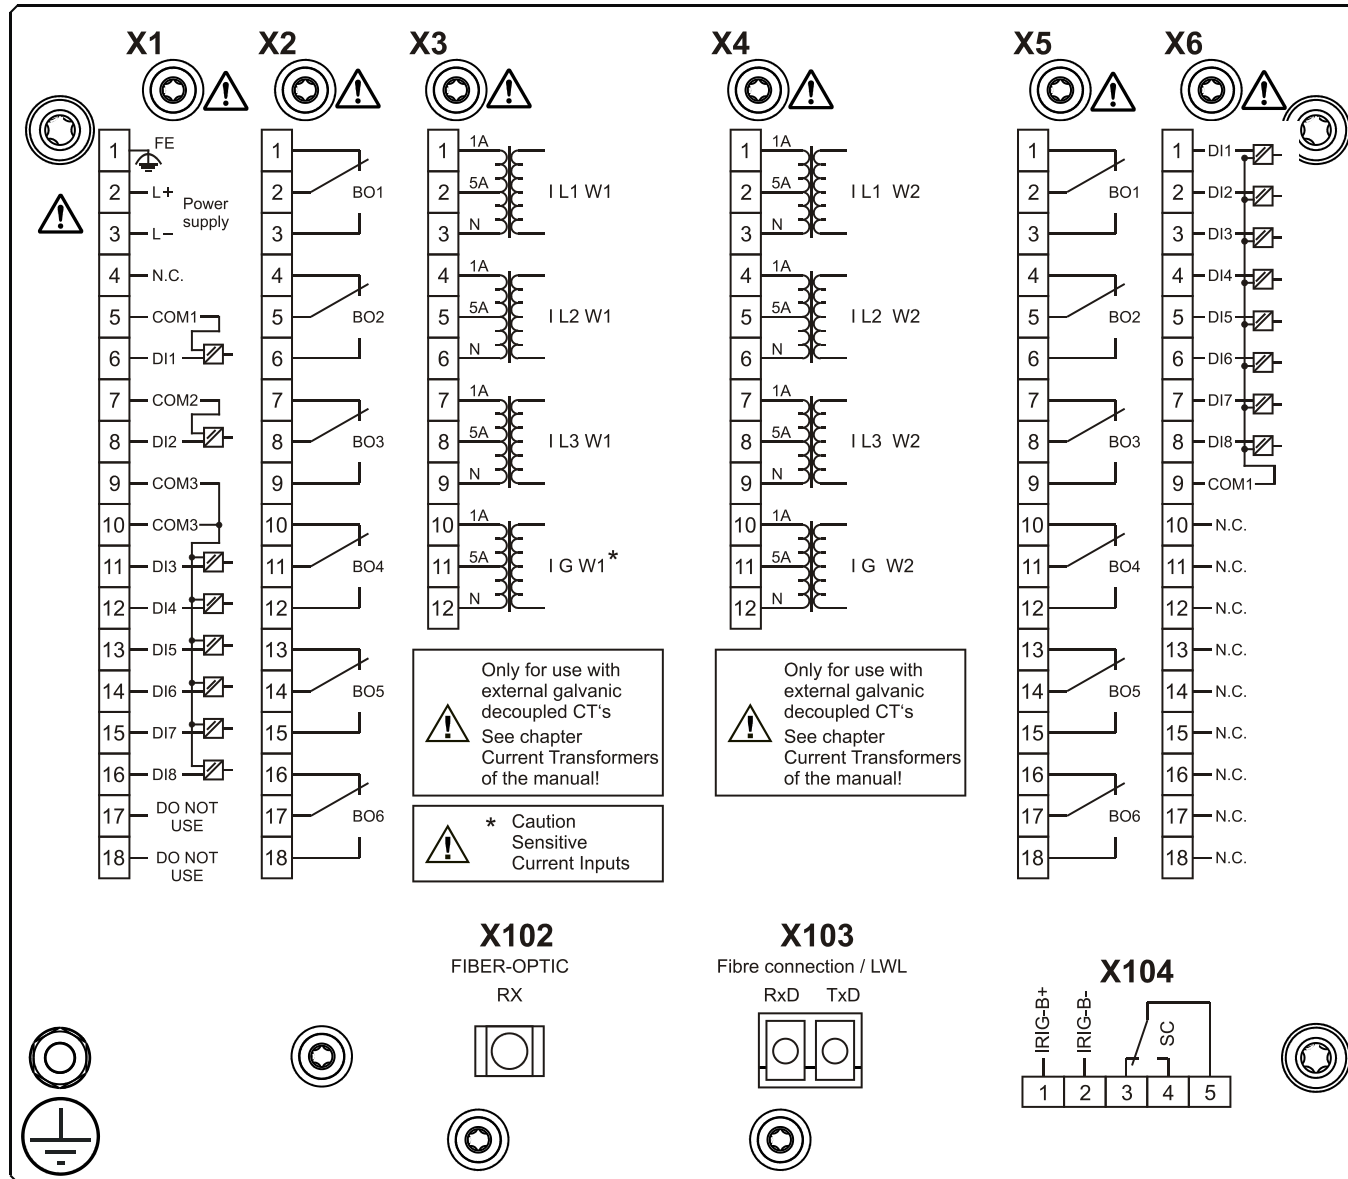 X1
X2
X3
X4
X5
X6
1 FE
2 L+
Power
supply
3 L–
4 N.C.
5 COM1
6 DI1
7 COM2
8 DI2
9 COM3
10 COM3
11 DI3
12 DI4
13 DI5
14 DI6
15 DI7
16 DI8
17 DO NOT
USE
18 DO NOT
USE
1
2 BO1
3
4
5 BO2
6
7
8 BO3
9
10
11 BO4
12
13
14 BO5
15
16
17 BO6
18
1 1A
2 5A I L1 W1
3 N
4 1A
5 5A I L2 W1
6 N
7 1A
8 5A I L3 W1
9 N
10 1A
11 5A I G W1*
12 N
Only for use with
external galvanic
decoupled CT's
See chapter
Current Transformers
of the manual!
* Caution
Sensitive
Current Inputs
1 1A
2 5A I L1 W2
3 N
4 1A
5 5A I L2 W2
6 N
7 1A
8 5A I L3 W2
9 N
10 1A
11 5A I G W2
12 N
Only for use with
external galvanic
decoupled CT's
See chapter
Current Transformers
of the manual!
1
2 BO1
3
4
5 BO2
6
7
8 BO3
9
10
11 BO4
12
13
14 BO5
15
16
17 BO6
18
1 DI1
2 DI2
3 DI3
4 DI4
5 DI5
6 DI6
7 DI7
8 DI8
9 COM1
10 N.C.
11 N.C.
12 N.C.
13 N.C.
14 N.C.
15 N.C.
16 N.C.
17 N.C.
18 N.C.
X102
FIBER-OPTIC
RX
X103
Fibre connection / LWL
RxD TxD
X104
IRIG-B+
IRIG-B-
SC
1 2 3 4 5